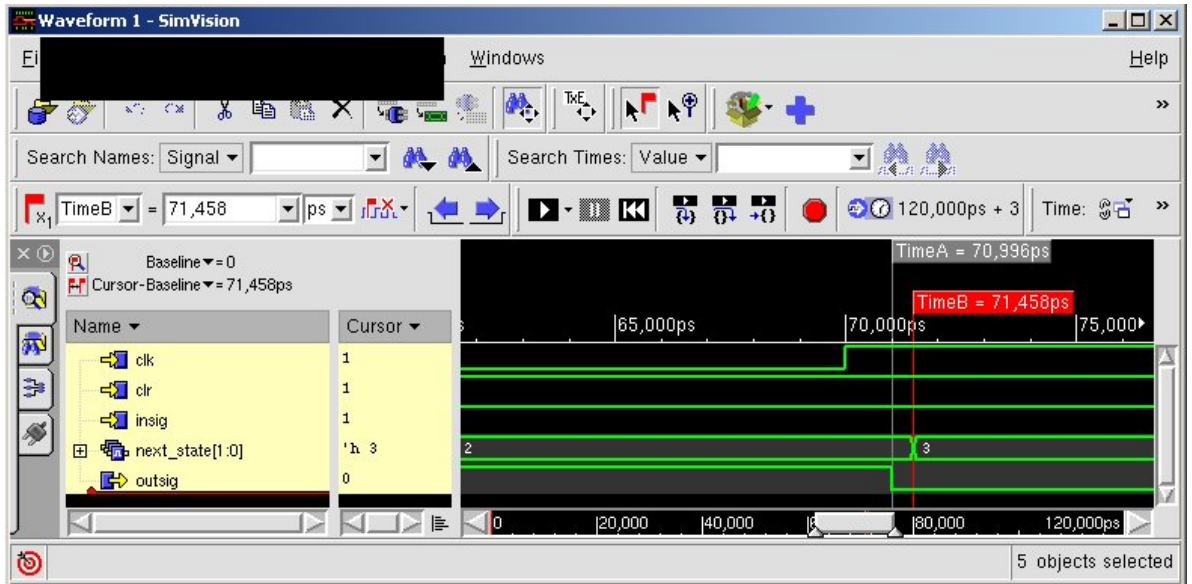 Waveform 1 - SimVision
Fi Windows Help
TxE
»
Search Names: Signal Search Times: Value
X1 TimeB = 71,458 ps 120,000ps + 3 Time: »
Baseline = 0
Cursor-Baseline = 71,458ps
TimeA = 70,996ps
TimeB = 71,458ps
Name Cursor 65,000ps 70,000ps 75,000
clk 1
clr 1
insig 1
next_state[1:0] 'h 3 2 3
outsig 0
0 20,000 40,000 80,000 120,000ps
5 objects selected